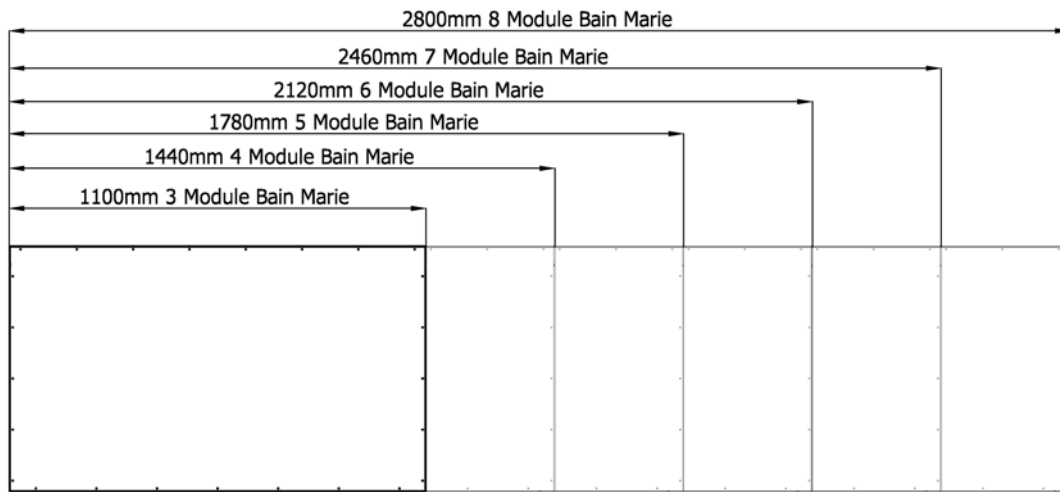 2800mm 8 Module Bain Marie
2460mm 7 Module Bain Marie
2120mm 6 Module Bain Marie
1780mm 5 Module Bain Marie
1440mm 4 Module Bain Marie
1100mm 3 Module Bain Marie